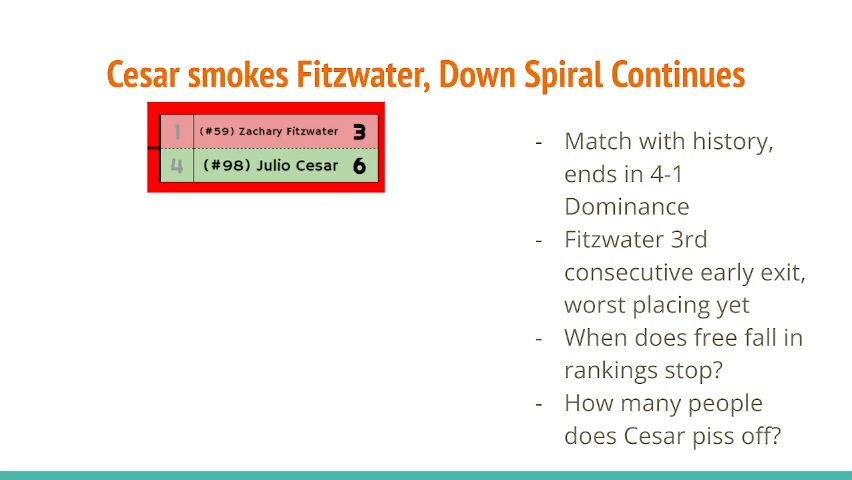 Cesar smokes Fitzwater, Down Spiral Continues
1 (#59) Zachary Fitzwater 3
4 (#98) Julio Cesar 6
- Match with history,
ends in 4-1
Dominance
- Fitzwater 3rd
consecutive early exit,
worst placing yet
- When does free fall in
rankings stop?
- How many people
does Cesar piss off?